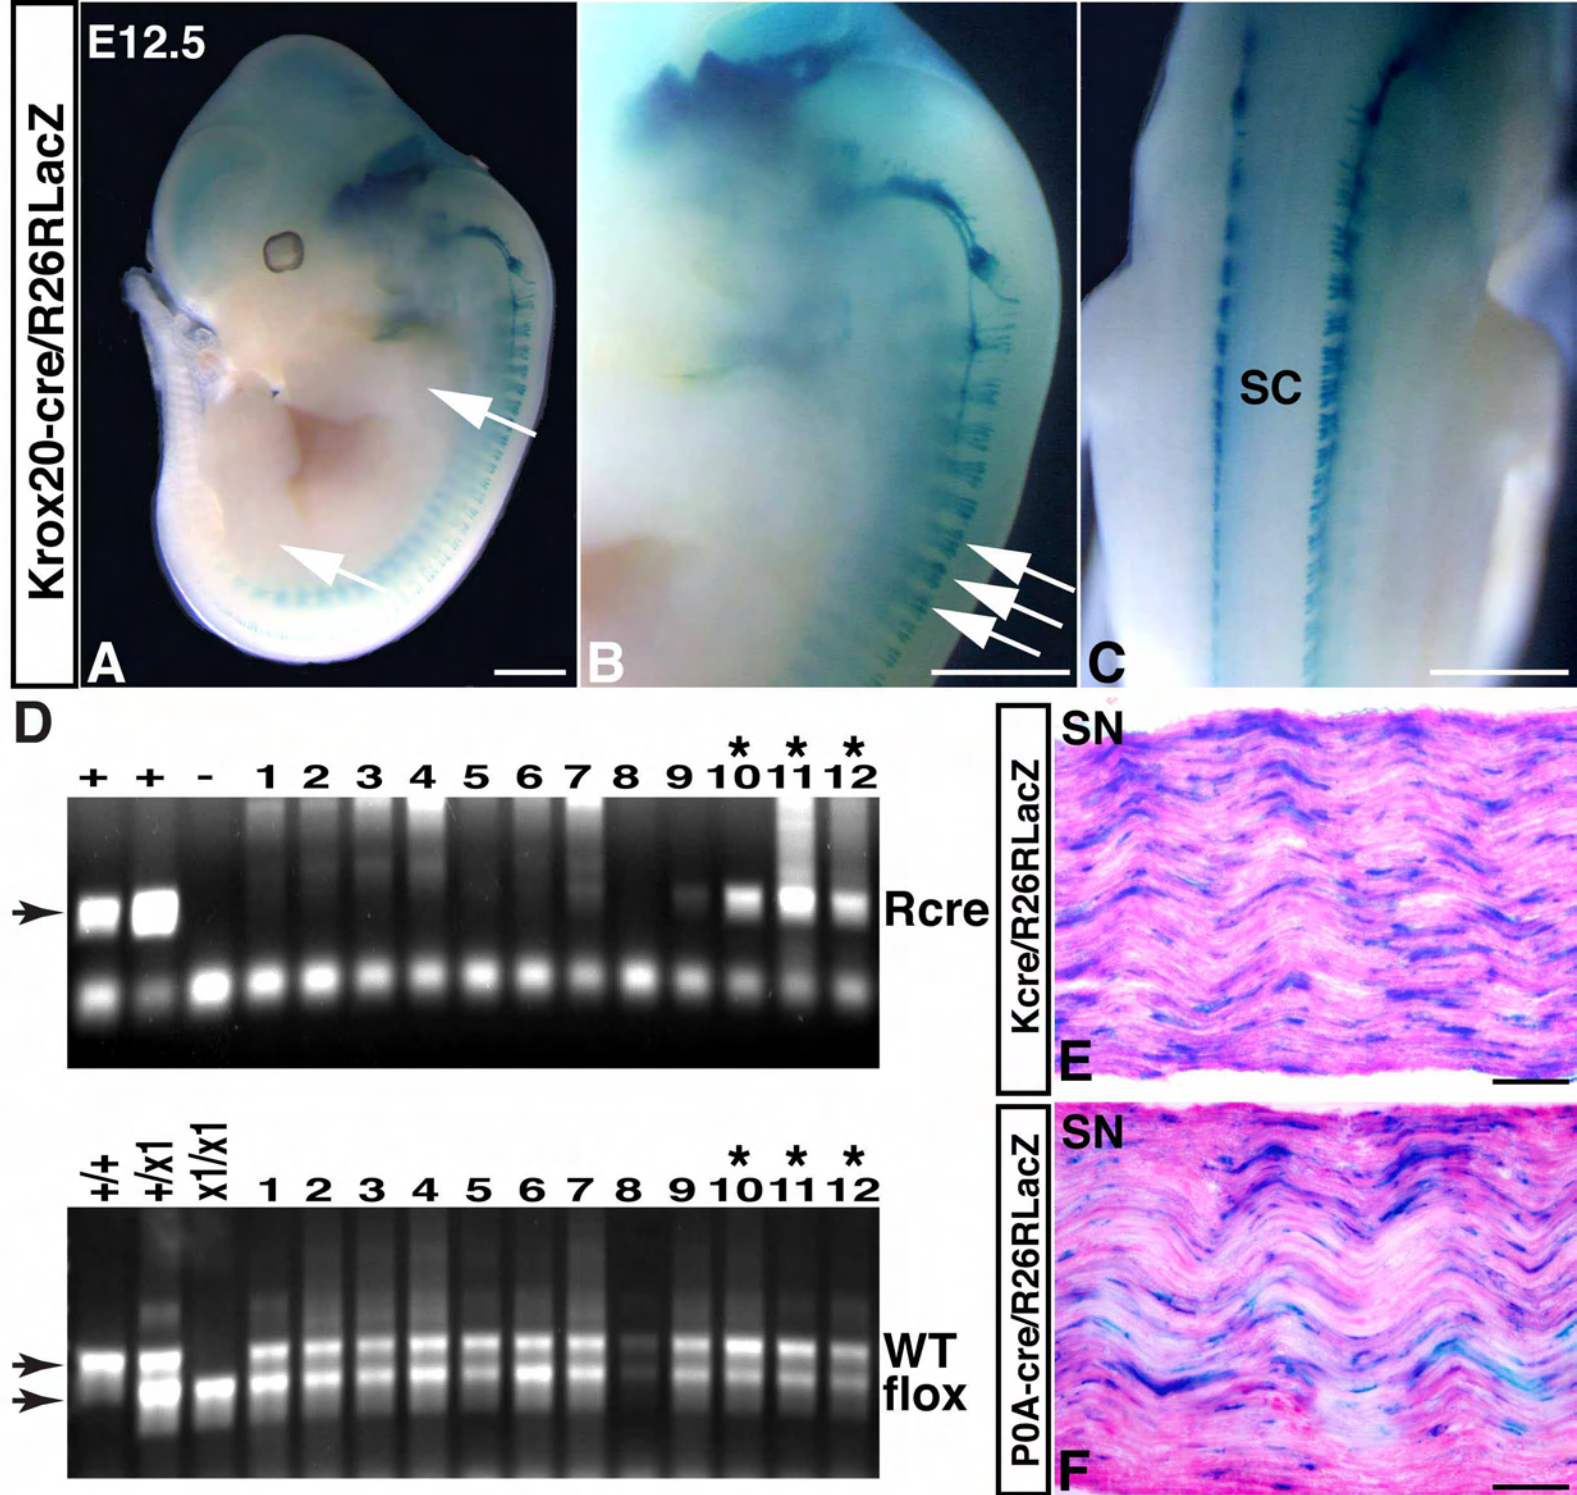 Krox20-cre/R26RLacZ
E12.5
A
B
SC
C
D
* * *
+ + - 1 2 3 4 5 6 7 8 9 10 11 12
Rcre
+/+ +/x1 x1/x1
* * *
1 2 3 4 5 6 7 8 9 10 11 12
WT
flox
Kcre/R26RLacZ
SN
E
P0A-cre/R26RLacZ
SN
F